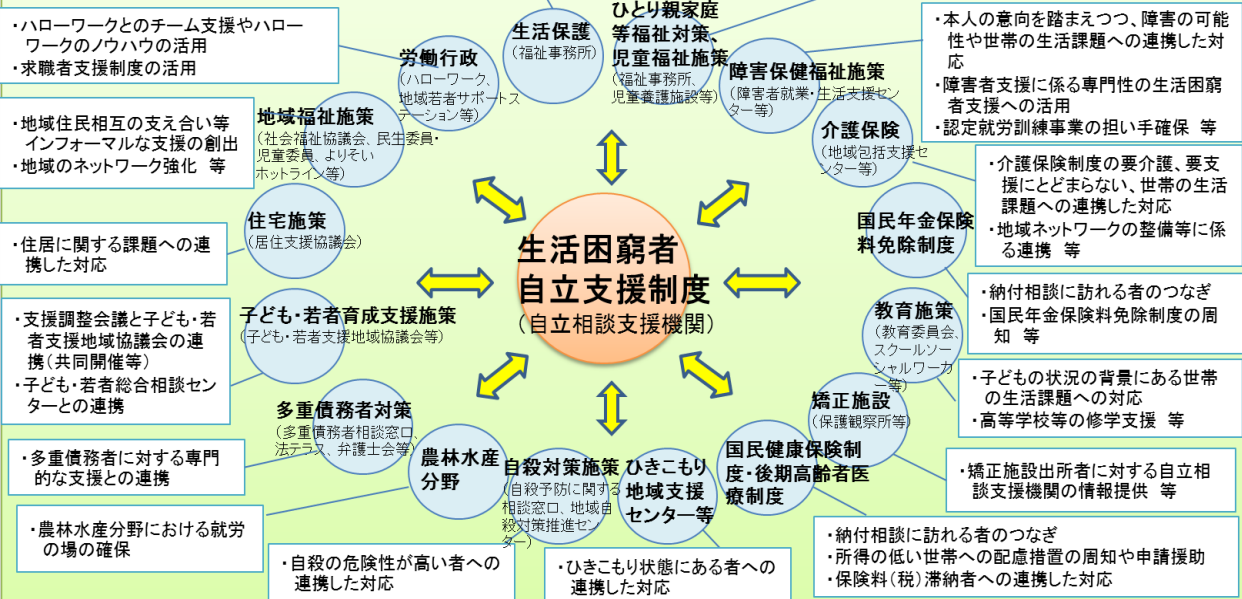 ・ハローワークとのチーム支援やハロー
ワークのノウハウの活用
・求職者支援制度の活用
労働行政
（ハローワーク、
地域若者サポートス
テーション等）
生活保護
（福祉事務所）
ひとり親家庭
等福祉対策、
児童福祉施策
（福祉事務所、
児童養護施設等）
障害保健福祉施策
（障害者就業・生活支援セン
ター等）
・本人の意向を踏まえつつ、障害の可能
性や世帯の生活課題への連携した対
応
・障害者支援に係る専門性の生活困窮
者支援への活用
・認定就労訓練事業の担い手確保 等
・地域住民相互の支え合い等
インフォーマルな支援の創出
・地域のネットワーク強化 等
地域福祉施策
（社会福祉協議会、民生委員・
児童委員、よりそい
ホットライン等）
介護保険
（地域包括支援セ
ンター等）
・介護保険制度の要介護、要支
援にとどまらない、世帯の生活
課題への連携した対応
・地域ネットワークの整備等に係
る連携 等
・住居に関する課題への連
携した対応
住宅施策
（居住支援協議会）
生活困窮者
自立支援制度
（自立相談支援機関）
国民年金保険
料免除制度
・納付相談に訪れる者のつなぎ
・国民年金保険料免除制度の周
知 等
・支援調整会議と子ども・若
者支援地域協議会の連
携（共同開催等）
・子ども・若者総合相談セン
ターとの連携
子ども・若者育成支援施策
（子ども・若者支援地域協議会等）
教育施策
（教育委員会、
スクールソー
シャルワーカ
ー等）
・子どもの状況の背景にある世帯
の生活課題への対応
・高等学校等の修学支援 等
・多重債務者に対する専門
的な支援との連携
多重債務者対策
（多重債務者相談窓口、
法テラス、弁護士会等）
矯正施設
（保護観察所等）
・矯正施設出所者に対する自立相
談支援機関の情報提供 等
・農林水産分野における就労
の場の確保
農林水産
分野
自殺対策施策
（自殺予防に関する
相談窓口、地域自
殺対策推進セン
ター）
・自殺の危険性が高い者への
連携した対応
ひきこもり
地域支援
センター等
・ひきこもり状態にある者への
連携した対応
国民健康保険制
度・後期高齢者医
療制度
・納付相談に訪れる者のつなぎ
・所得の低い世帯への配慮措置の周知や申請援助
・保険料（税）滞納者への連携した対応